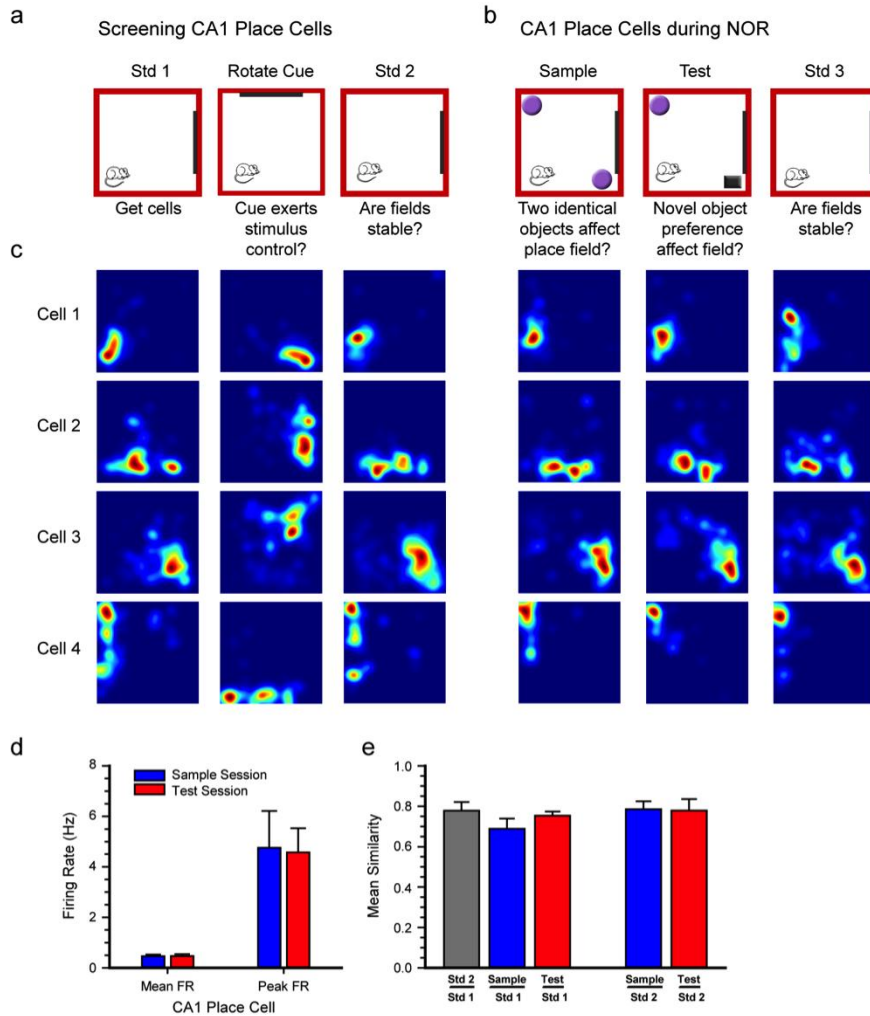 a
Screening CA1 Place Cells
Std 1
Rotate Cue
Std 2
Get cells
Cue exerts
stimulus
control?
Are fields
stable?
b
CA1 Place Cells during NOR
Sample
Test
Std 3
Two identical
objects affect
place field?
Novel object
preference
affect field?
Are fields
stable?
c
Cell 1
Cell 2
Cell 3
Cell 4
d
Firing Rate (Hz)
8
6
4
2
0
Sample Session
Test Session
Mean FR
Peak FR
CA1 Place Cell
e
Mean Similarity
1.0
0.8
0.6
0.4
0.2
0.0
Std 2
Std 1
Sample
Std 1
Test
Std 1
Sample
Std 2
Test
Std 2